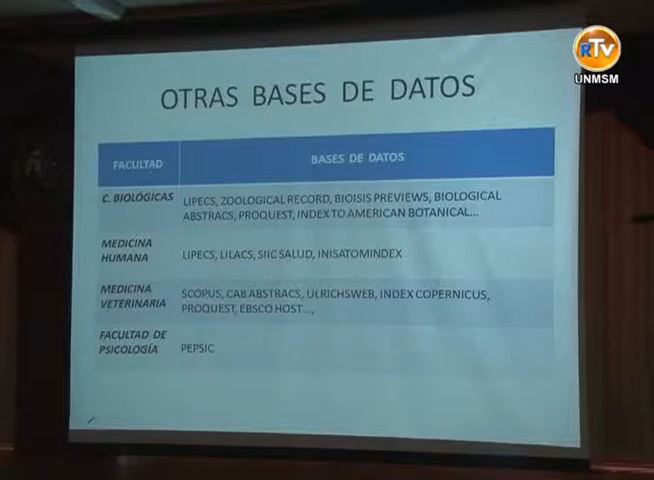 RTV
UNMSM
OTRAS BASES DE DATOS
FACULTAD
BASES DE DATOS
C. BIOLÓGICAS
LIPECS, ZOOLOGICAL RECORD, BIOISIS PREVIEWS, BIOLOGICAL
ABSTRACS, PROQUEST, INDEX TO AMERICAN BOTANICAL...
MEDICINA
HUMANA
LIPECS, LILACS, SIIC SALUD, INISATOMINDEX
MEDICINA
VETERINARIA
SCOPUS, CAB ABSTRACS, ULRICHSWEB, INDEX COPERNICUS,
PROQUEST, EBSCO HOST...,
FACULTAD DE
PSICOLOGÍA
PEPSIC